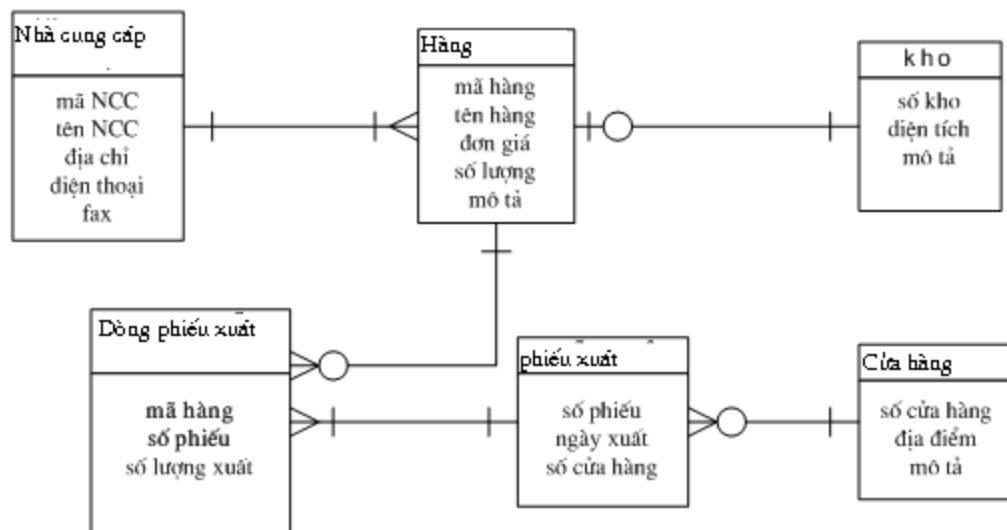 Nhà cung cấp
mã NCC
tên NCC
địa chỉ
điện thoại
fax
Hàng
mã hàng
tên hàng
đơn giá
số lượng
mô tả
kho
số kho
diện tích
mô tả
Dòng phiếu xuất
mã hàng
số phiếu
số lượng xuất
phiếu xuất
số phiếu
ngày xuất
số cửa hàng
Cửa hàng
số cửa hàng
địa điểm
mô tả